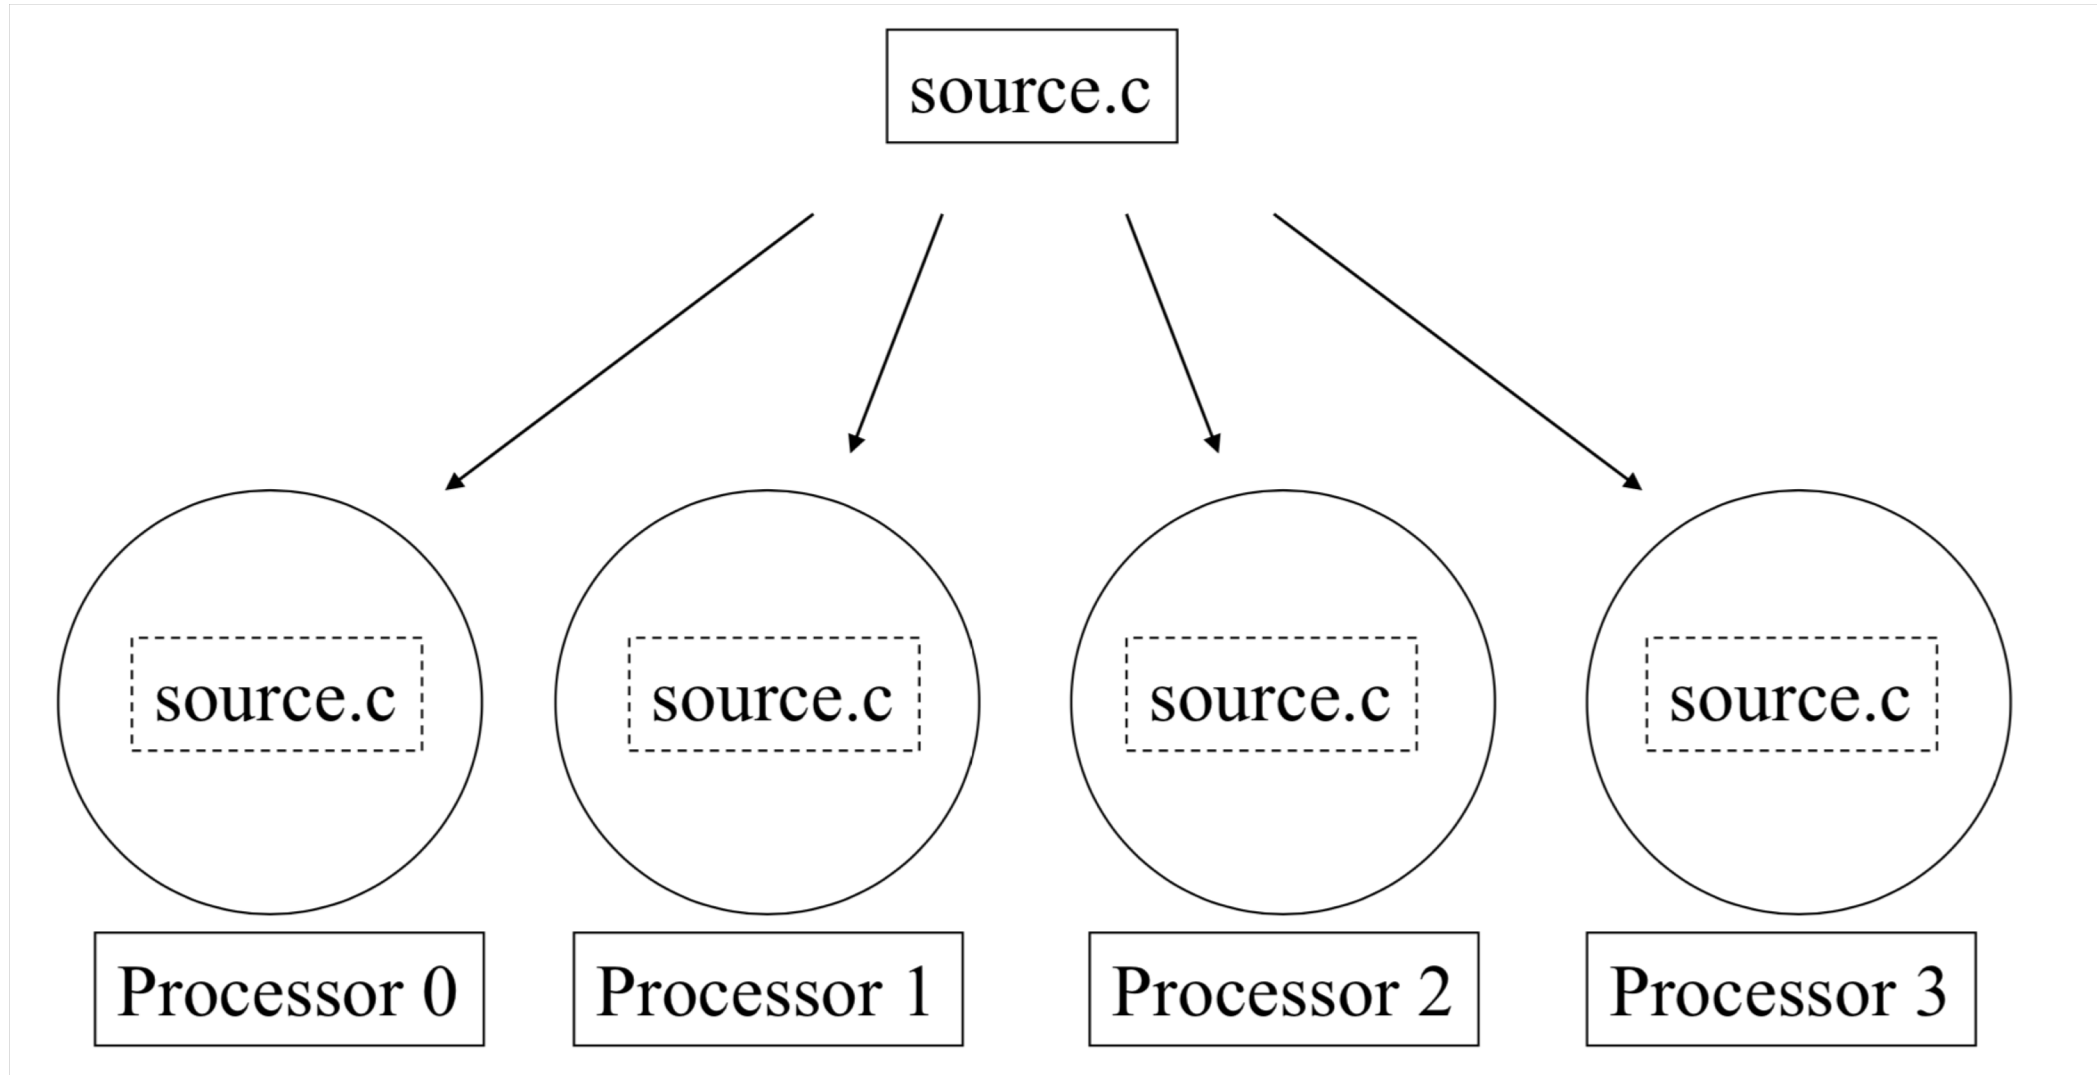 source.c
source.c
source.c
source.c
source.c
Processor 0
Processor 1
Processor 2
Processor 3